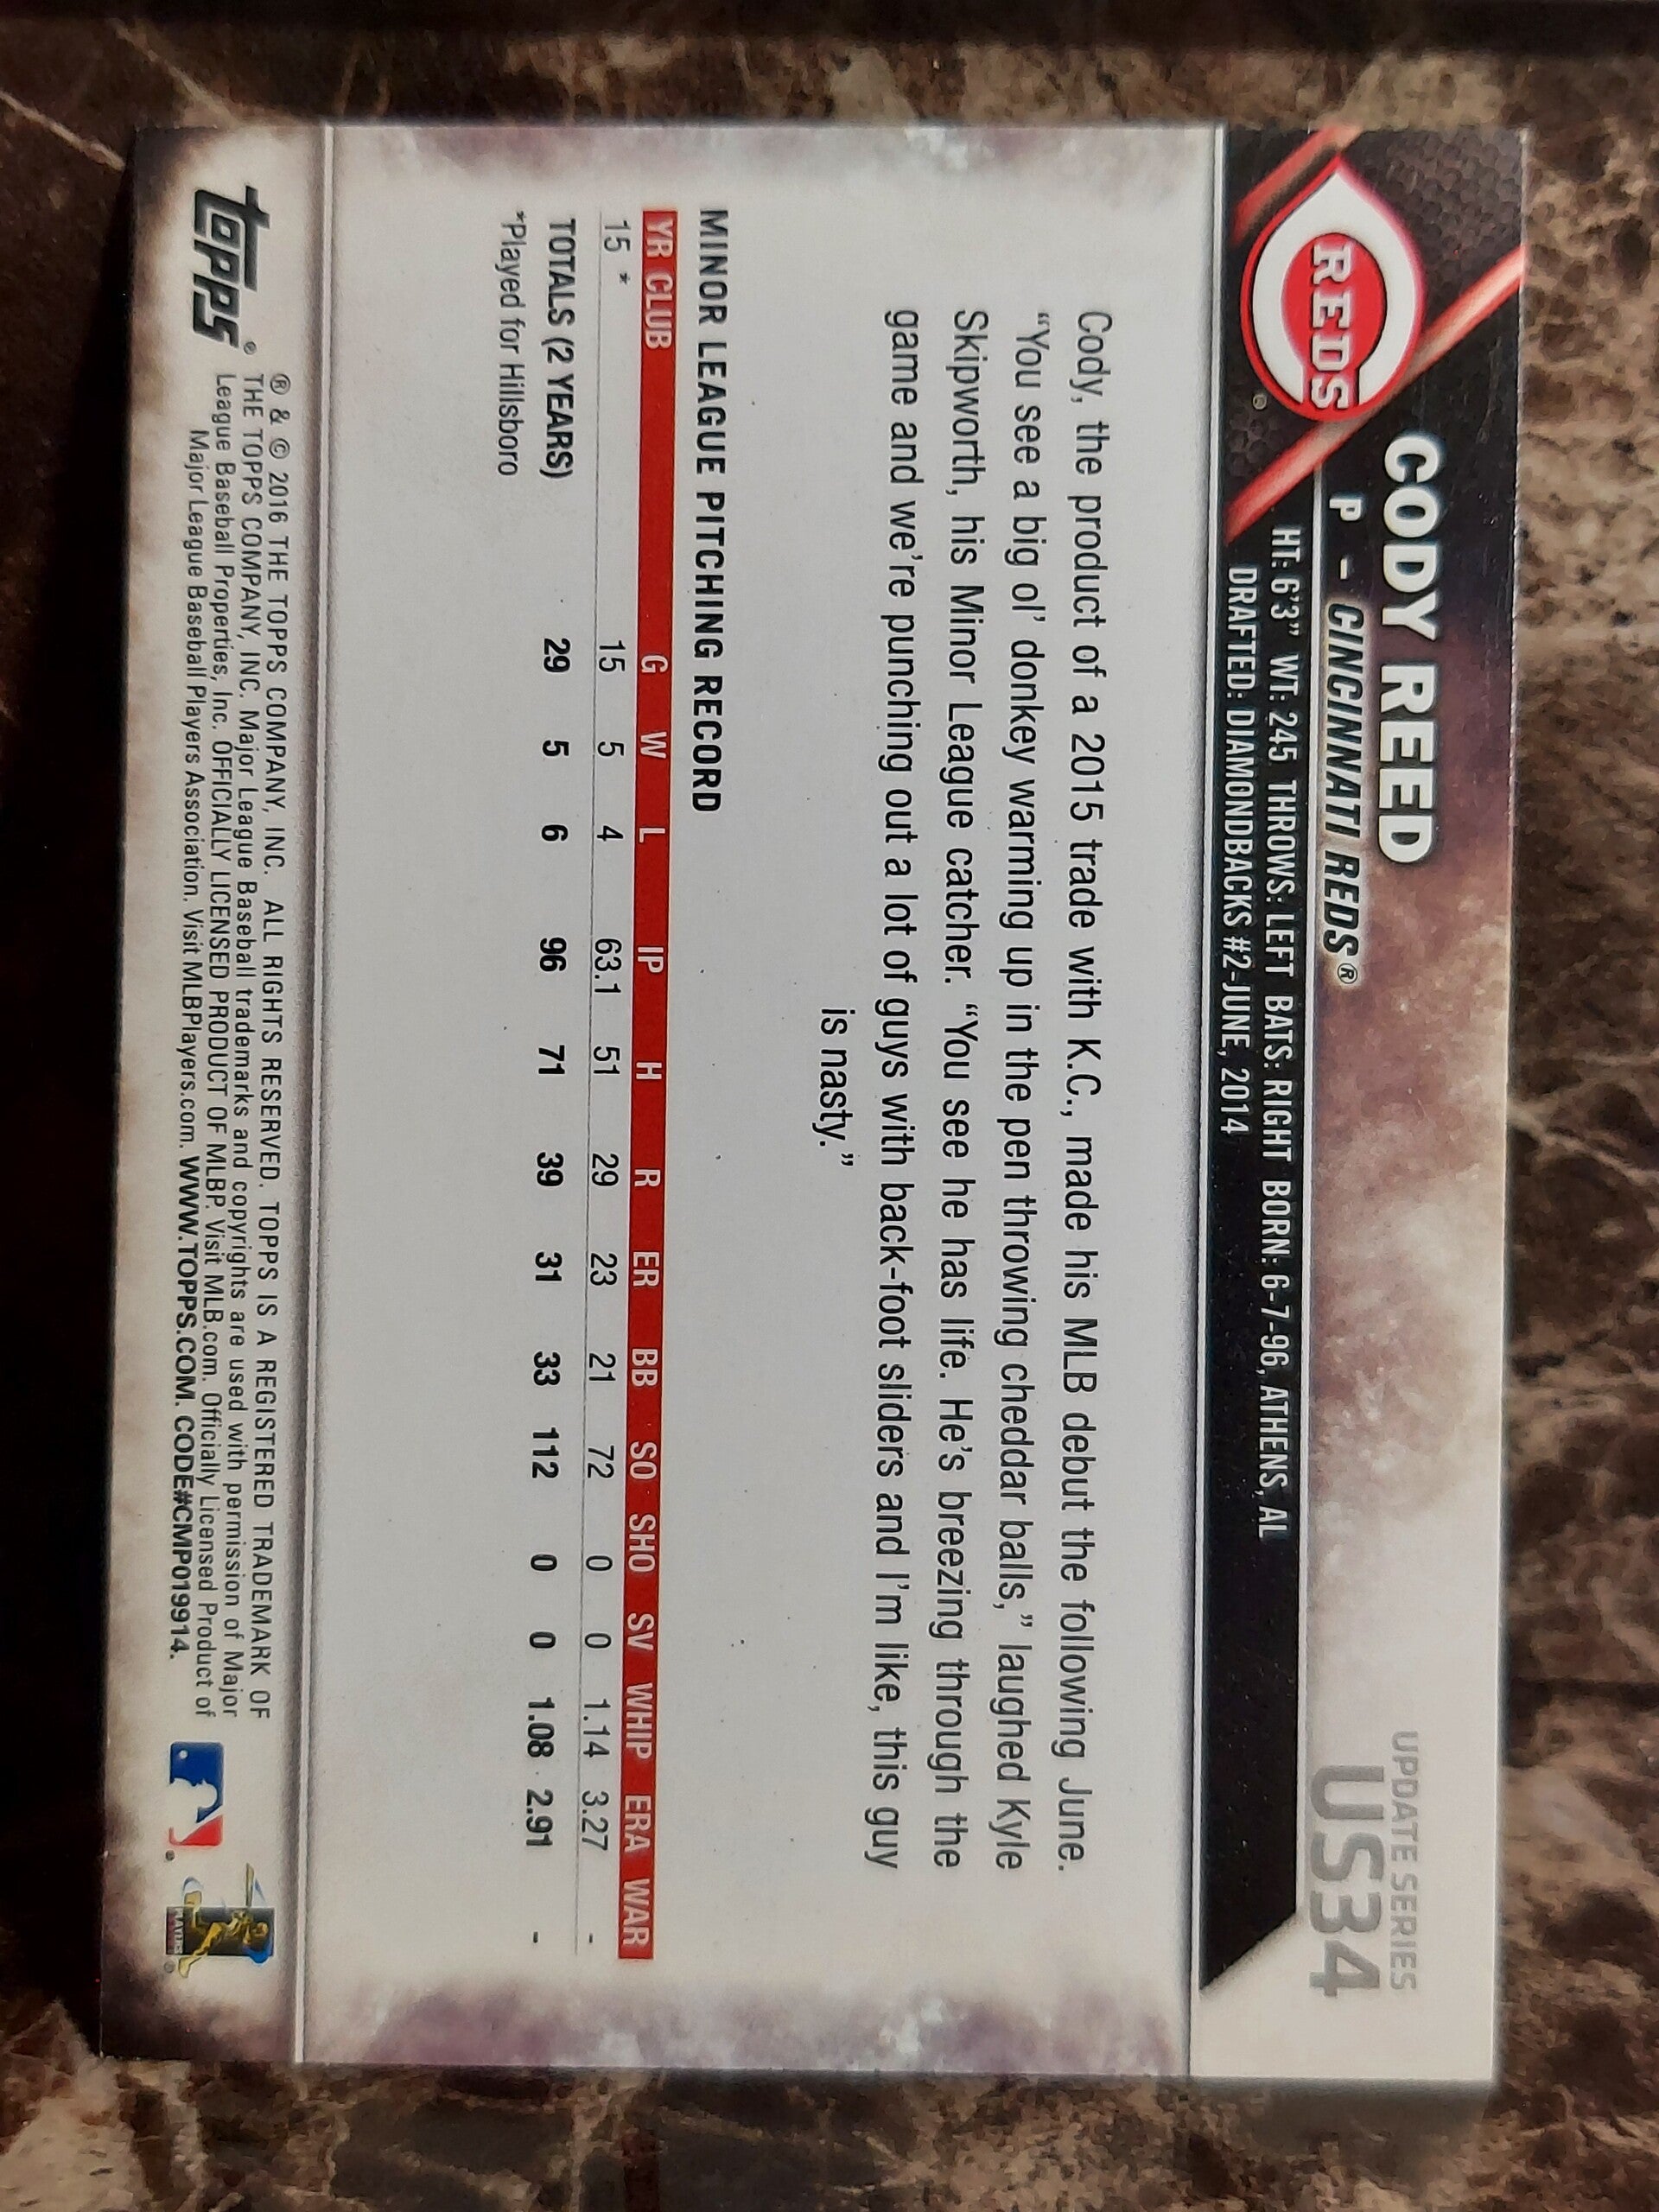 REDS®
CODY REED
P - CINCINNATI REDS®
UPDATE SERIES
US34
HT: 6'3" WT: 245 THROWS: LEFT BATS: RIGHT BORN: 6-7-96, ATHENS, AL
DRAFTED: DIAMONDBACKS #2-JUNE, 2014
Cody, the product of a 2015 trade with K.C., made his MLB debut the following June.
“You see a big ol’ donkey warming up in the pen throwing cheddar balls,” laughed Kyle
Skipworth, his Minor League catcher. “You see he has life. He’s breezing through the
game and we’re punching out a lot of guys with back-foot sliders and I’m like, this guy
is nasty.”
MINOR LEAGUE PITCHING RECORD
YR CLUB G W L IP H R ER BB SO SHO SV WHIP ERA WAR
15 * 15 5 4 63.1 51 29 23 21 72 0 0 1.14 3.27 -
TOTALS (2 YEARS) 29 5 6 96 71 39 31 33 112 0 0 1.08 2.91 -
*Played for Hillsboro
topps®
® & © 2016 THE TOPPS COMPANY, INC. ALL RIGHTS RESERVED. TOPPS IS A REGISTERED TRADEMARK OF
THE TOPPS COMPANY, INC. Major League Baseball trademarks and copyrights are used with permission of Major
League Baseball Properties, Inc. OFFICIALLY LICENSED PRODUCT OF MLBP. Visit MLB.com. Officially Licensed Product of
Major League Baseball Players Association. Visit MLBPlayers.com. WWW.TOPPS.COM. CODE#CMP019914.
PLAYERS